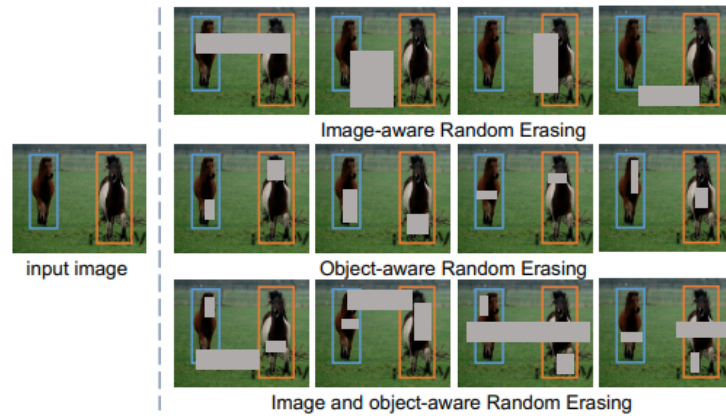 Image-aware Random Erasing
input image
Object-aware Random Erasing
Image and object-aware Random Erasing